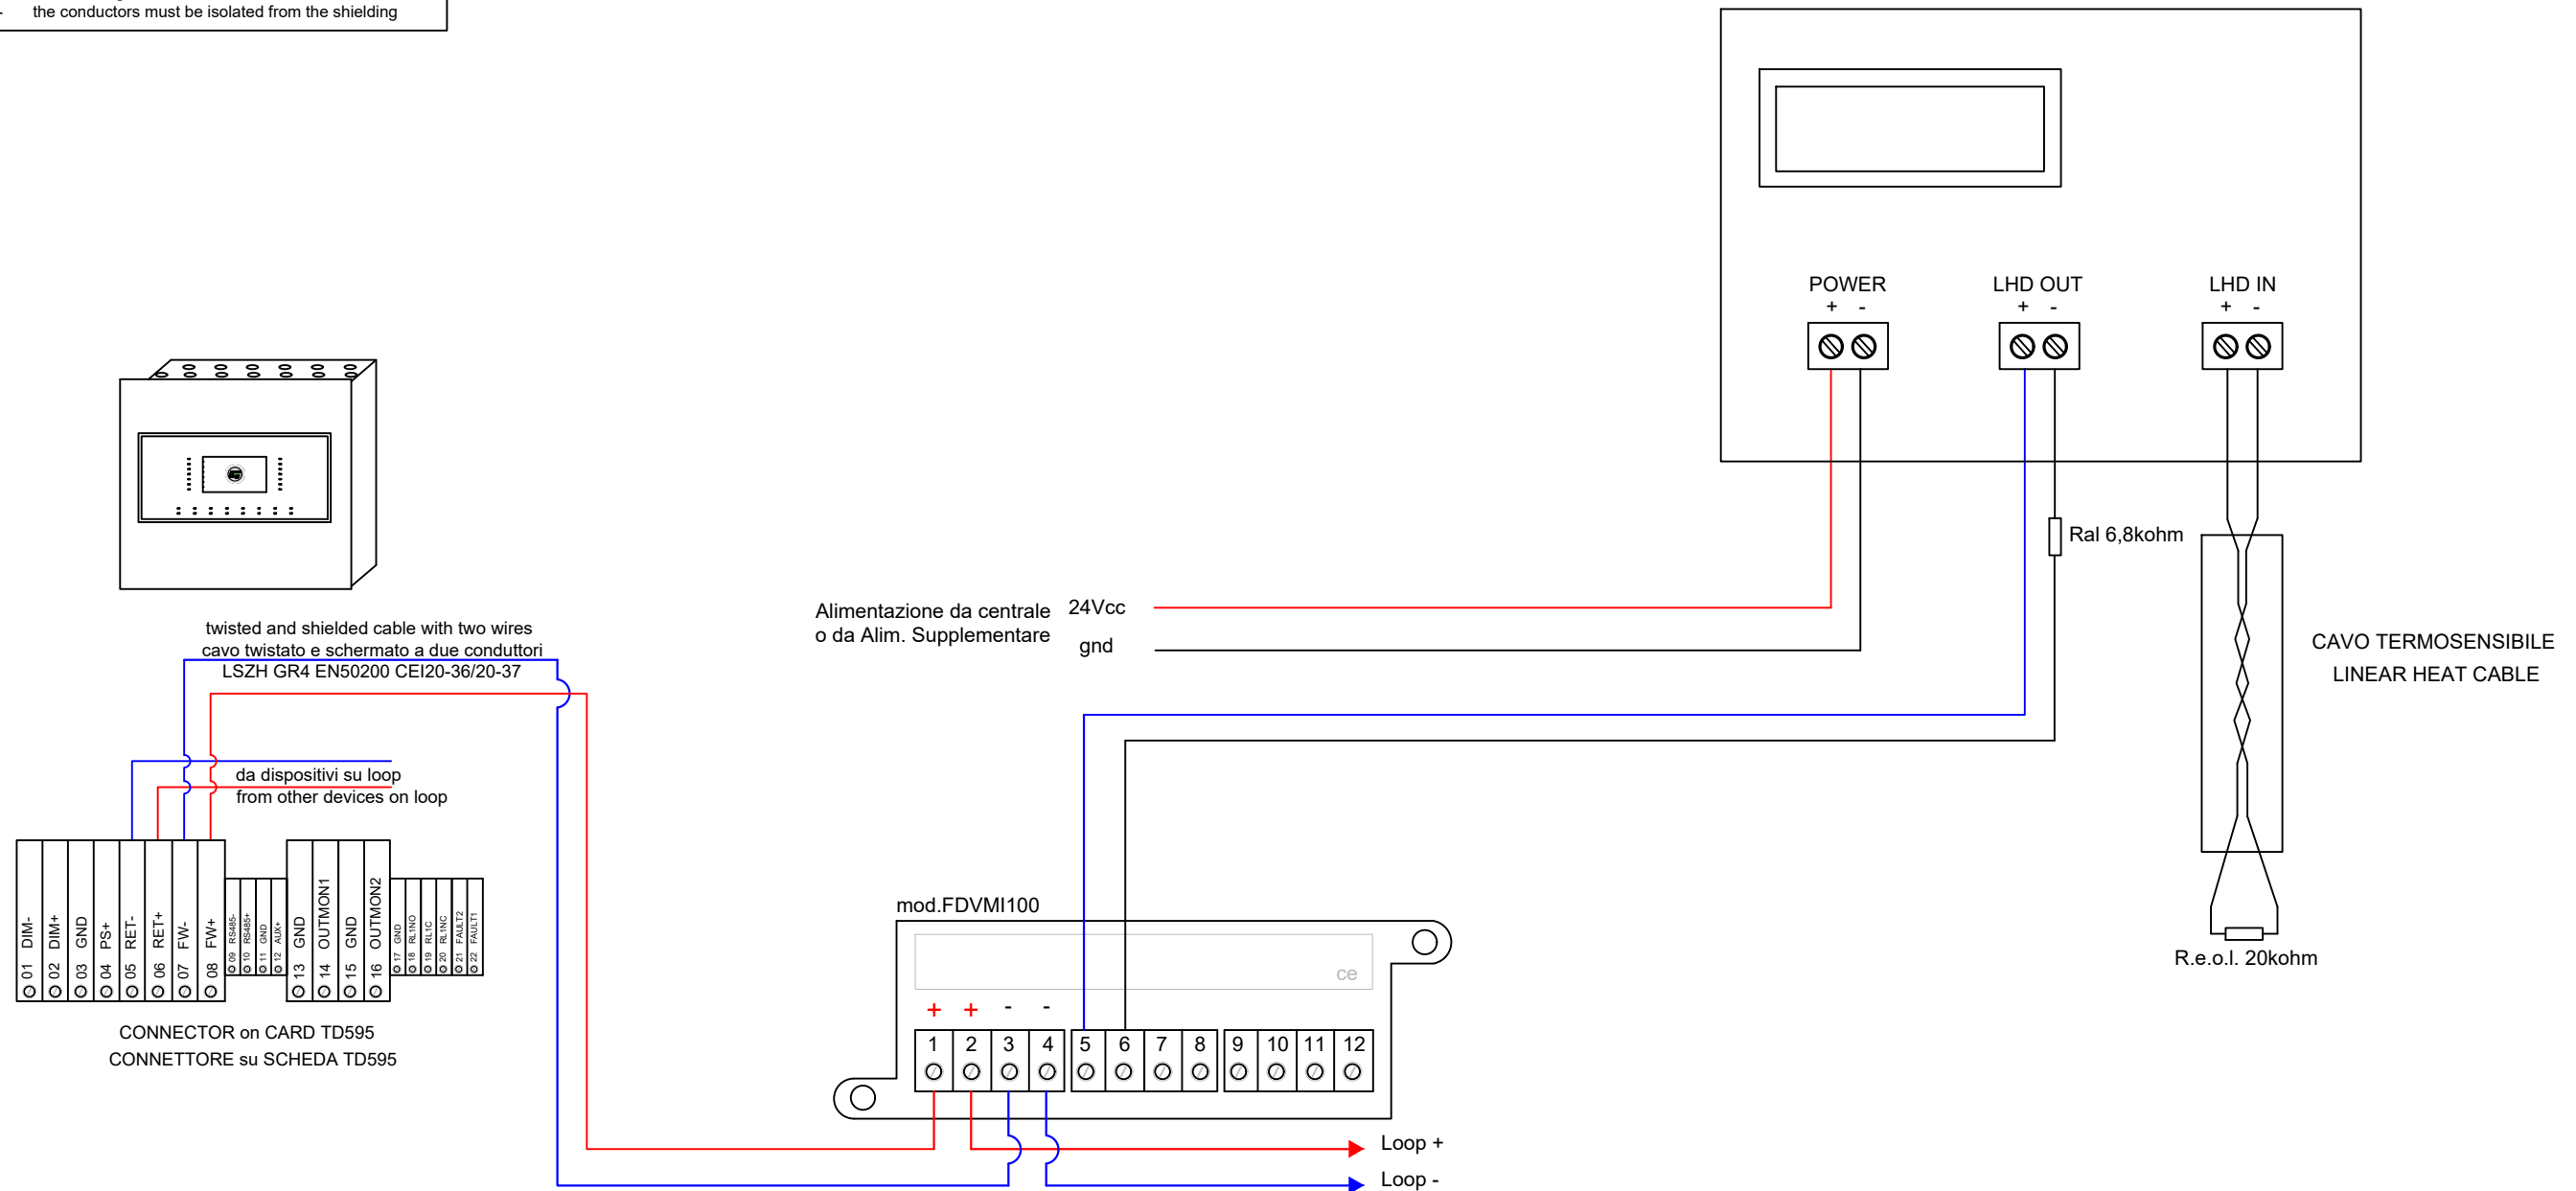 - the conductors must be isolated from the shielding
POWER
+ -
LHD OUT
+ -
LHD IN
+ -
Ral 6,8kohm
Alimentazione da centrale
o da Alim. Supplementare
24Vcc
gnd
CAVO TERMOSENSIBILE
LINEAR HEAT CABLE
R.e.o.l. 20kohm
twisted and shielded cable with two wires
cavo twistato e schermato a due conduttori
LSZH GR4 EN50200 CEI20-36/20-37
da dispositivi su loop
from other devices on loop
01 DIM-
02 DIM+
03 GND
04 PS+
05 RET-
06 RET+
07 FW-
08 FW+
09 RS485-
10 RS485+
11 GND
12 AUX+
13 GND
14 OUTMON1
15 GND
16 OUTMON2
17 GND
18 RL1NO
19 RL1C
20 RL1NC
21 FAULT2
22 FAULT1
CONNECTOR on CARD TD595
CONNETTORE su SCHEDA TD595
mod.FDVMI100
ce
+ + - -
1 2 3 4 5 6 7 8 9 10 11 12
Loop +
Loop -